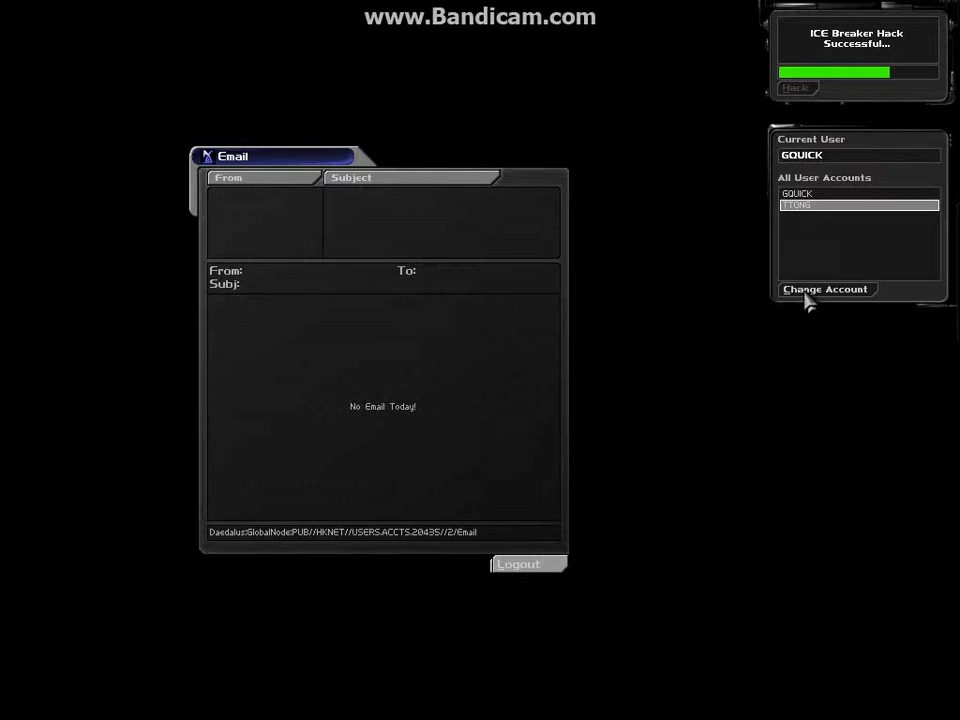 www.Bandicam.com
ICE Breaker Hack
Successful...
Hack
Current User
GQUICK
All User Accounts
GQUICK
TTONG
Change Account
Email
From
Subject
From:
To:
Subj:
No Email Today!
Daedalus:GlobalNode:PUB//HKNET//USERS.ACCTS.20435//2/Email
Logout